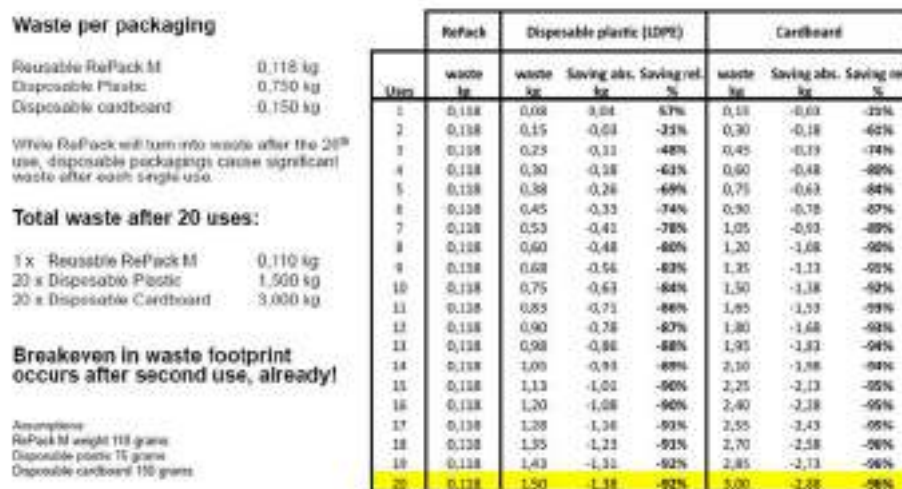 Waste per packaging
Reusable RePack M 0,118 kg
Disposable Plastic 0,750 kg
Disposable cardboard 0,150 kg
While RePack will turn into waste after the 20th
use, disposable packagings cause significant
waste after each single use.
Total waste after 20 uses:
1 x Reusable RePack M 0,110 kg
20 x Disposable Plastic 1,500 kg
20 x Disposable Cardboard 3,000 kg
Breakeven in waste footprint
occurs after second use, already!
Assumptions
RePack M weight 118 grams
Disposable plastic 75 grams
Disposable cardboard 150 grams
RePack Disposable plastic (LDPE) Cardboard
Uses waste kg waste kg Saving abs. kg Saving rel. % waste kg Saving abs. kg Saving re %
1 0,118 0,08 0,04 57% 0,15 -0,03 -21%
2 0,118 0,15 -0,03 -21% 0,30 -0,18 -61%
3 0,118 0,23 -0,11 -48% 0,45 -0,33 -74%
4 0,118 0,30 -0,18 -61% 0,60 -0,48 -80%
5 0,118 0,38 -0,26 -69% 0,75 -0,63 -84%
6 0,118 0,45 -0,33 -74% 0,90 -0,78 -87%
7 0,118 0,53 -0,41 -78% 1,05 -0,93 -89%
8 0,118 0,60 -0,48 -80% 1,20 -1,08 -90%
9 0,118 0,68 -0,56 -83% 1,35 -1,23 -91%
10 0,118 0,75 -0,63 -84% 1,50 -1,38 -92%
11 0,118 0,83 -0,71 -86% 1,65 -1,53 -93%
12 0,118 0,90 -0,78 -87% 1,80 -1,68 -93%
13 0,118 0,98 -0,86 -88% 1,95 -1,83 -94%
14 0,118 1,05 -0,93 -89% 2,10 -1,98 -94%
15 0,118 1,13 -1,01 -90% 2,25 -2,13 -95%
16 0,118 1,20 -1,08 -90% 2,40 -2,28 -95%
17 0,118 1,28 -1,16 -91% 2,55 -2,43 -95%
18 0,118 1,35 -1,23 -91% 2,70 -2,58 -96%
19 0,118 1,43 -1,31 -92% 2,85 -2,73 -96%
20 0,118 1,50 -1,38 -92% 3,00 -2,88 -96%